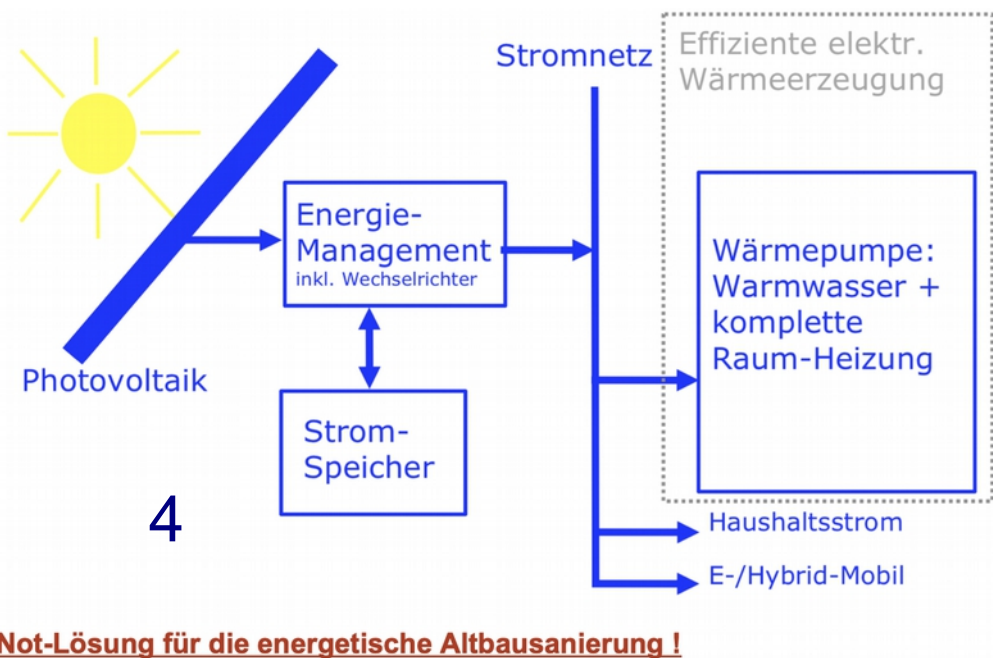 Stromnetz
Effiziente elektr.
Wärmeerzeugung
Energie-
Management
inkl. Wechselrichter
Wärmepumpe:
Warmwasser +
komplette
Raum-Heizung
Photovoltaik
Strom-
Speicher
4
Haushaltsstrom
E-/Hybrid-Mobil
Not-Lösung für die energetische Altbausanierung !